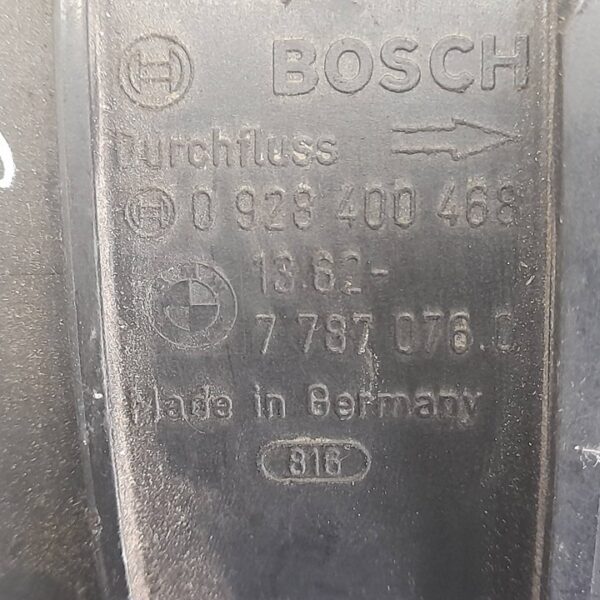 BOSCH
Durchfluss
0 928 400 468
13.62-
7 787 076.0
Made in Germany
816